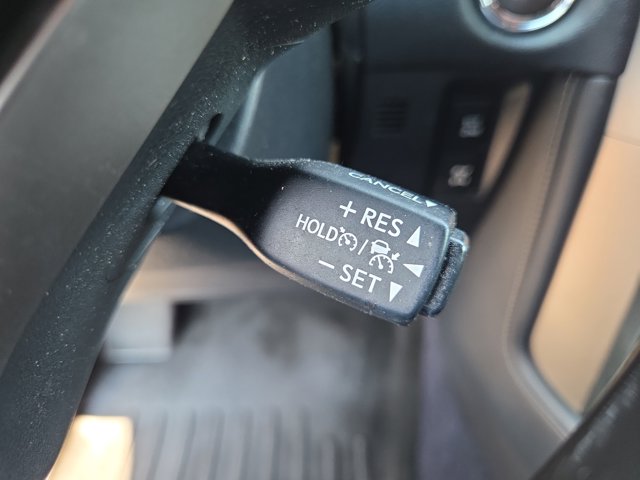 CANCEL
+ RES
HOLD /
− SET